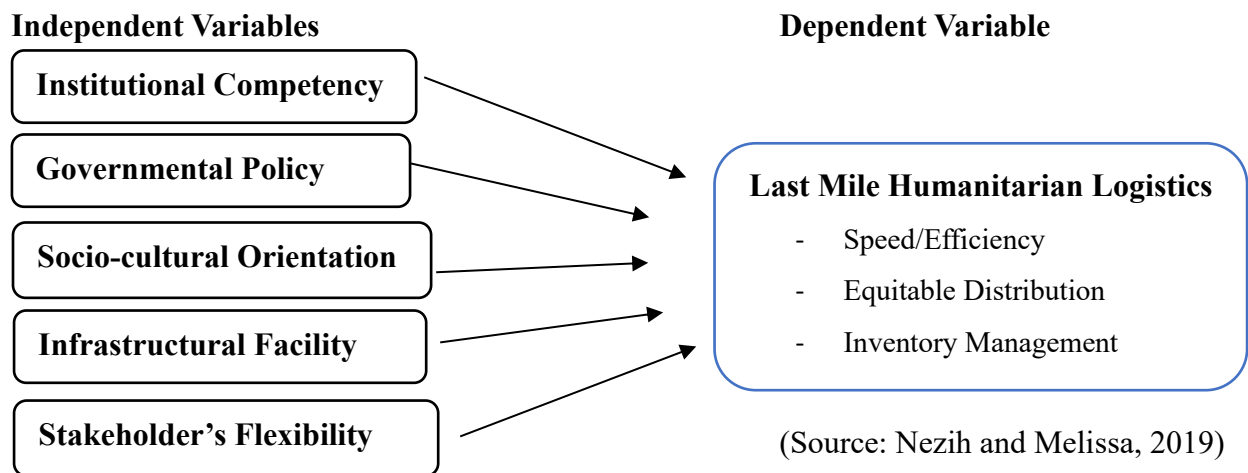 Independent Variables
Dependent Variable
Institutional Competency
Governmental Policy
Socio-cultural Orientation
Infrastructural Facility
Stakeholder’s Flexibility
Last Mile Humanitarian Logistics
- Speed/Efficiency
- Equitable Distribution
- Inventory Management
(Source: Nezih and Melissa, 2019)